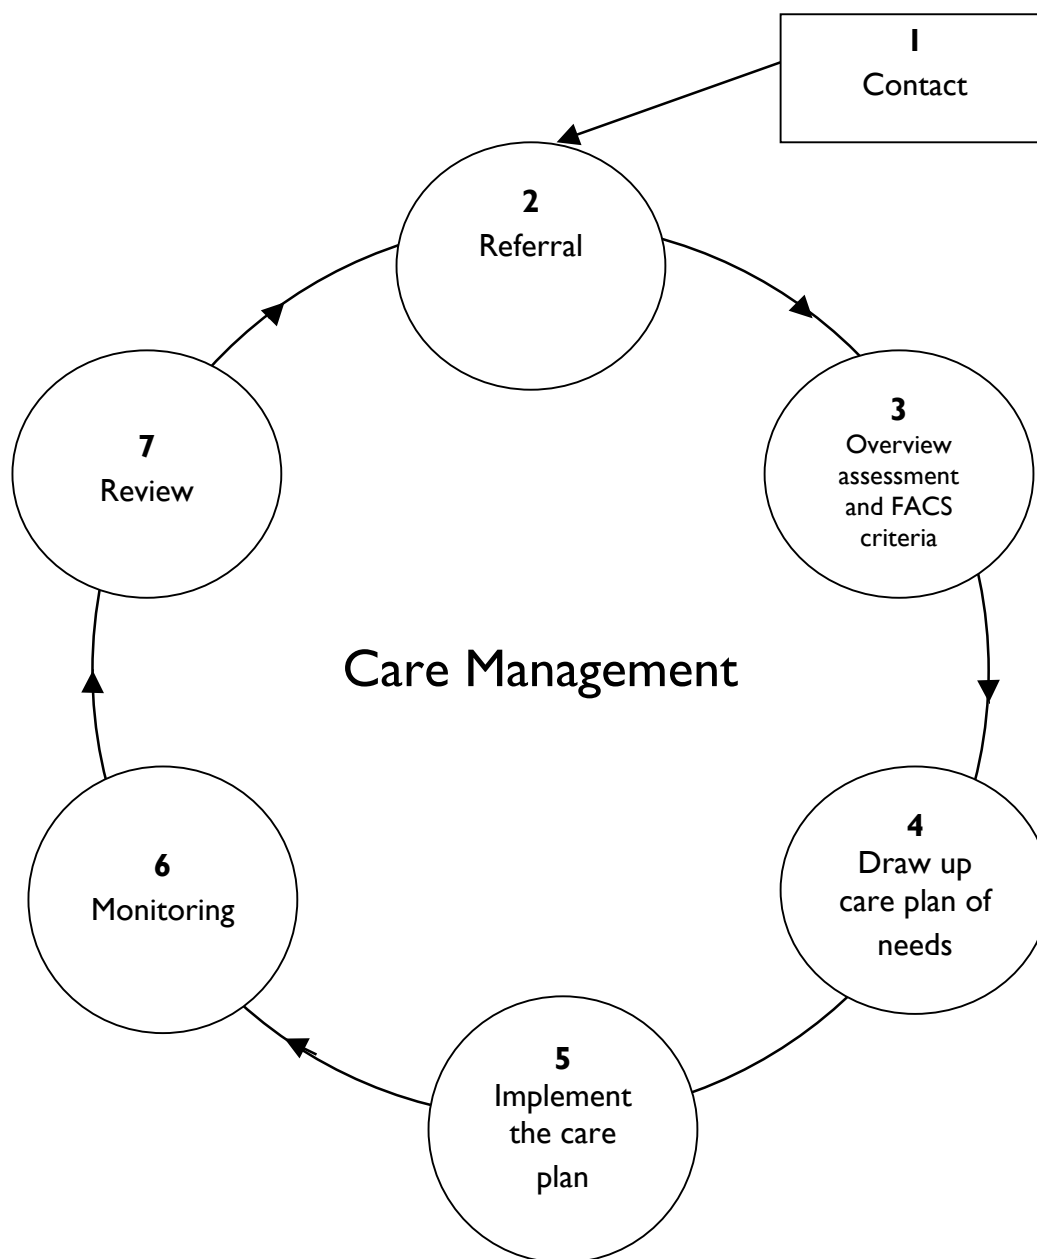 1
Contact
2
Referral
3
Overview
assessment
and FACS
criteria
4
Draw up
care plan of
needs
5
Implement
the care
plan
6
Monitoring
7
Review
Care Management